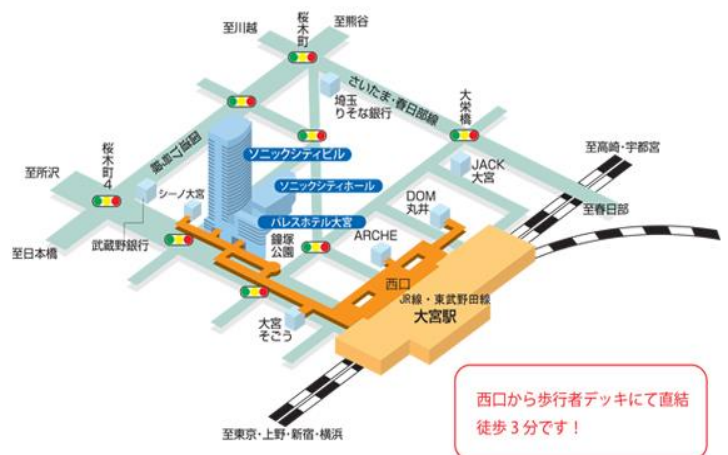 至川越
桜木町
至熊谷
さいたま・春日部線
大栄橋
埼玉
りそな銀行
国道17号線
至高崎・宇都宮
ソニックシティビル
JACK
大宮
至所沢
桜木町4
ソニックシティホール
シーノ大宮
DOM
丸井
至春日部
パレスホテル大宮
武蔵野銀行
鐘塚
公園
ARCHE
至日本橋
西口
JR線・東武野田線
大宮駅
大宮
そごう
西口から歩行者デッキにて直結
徒歩3分です！
至東京・上野・新宿・横浜